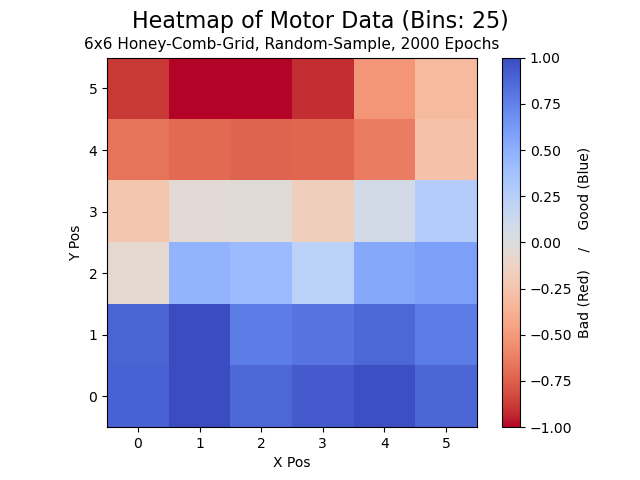 Heatmap of Motor Data (Bins: 25)
6x6 Honey-Comb-Grid, Random-Sample, 2000 Epochs
Y Pos
5
4
3
2
1
0
0 1 2 3 4 5
X Pos
1.00
0.75
0.50
0.25
0.00
−0.25
−0.50
−0.75
−1.00
Bad (Red) / Good (Blue)